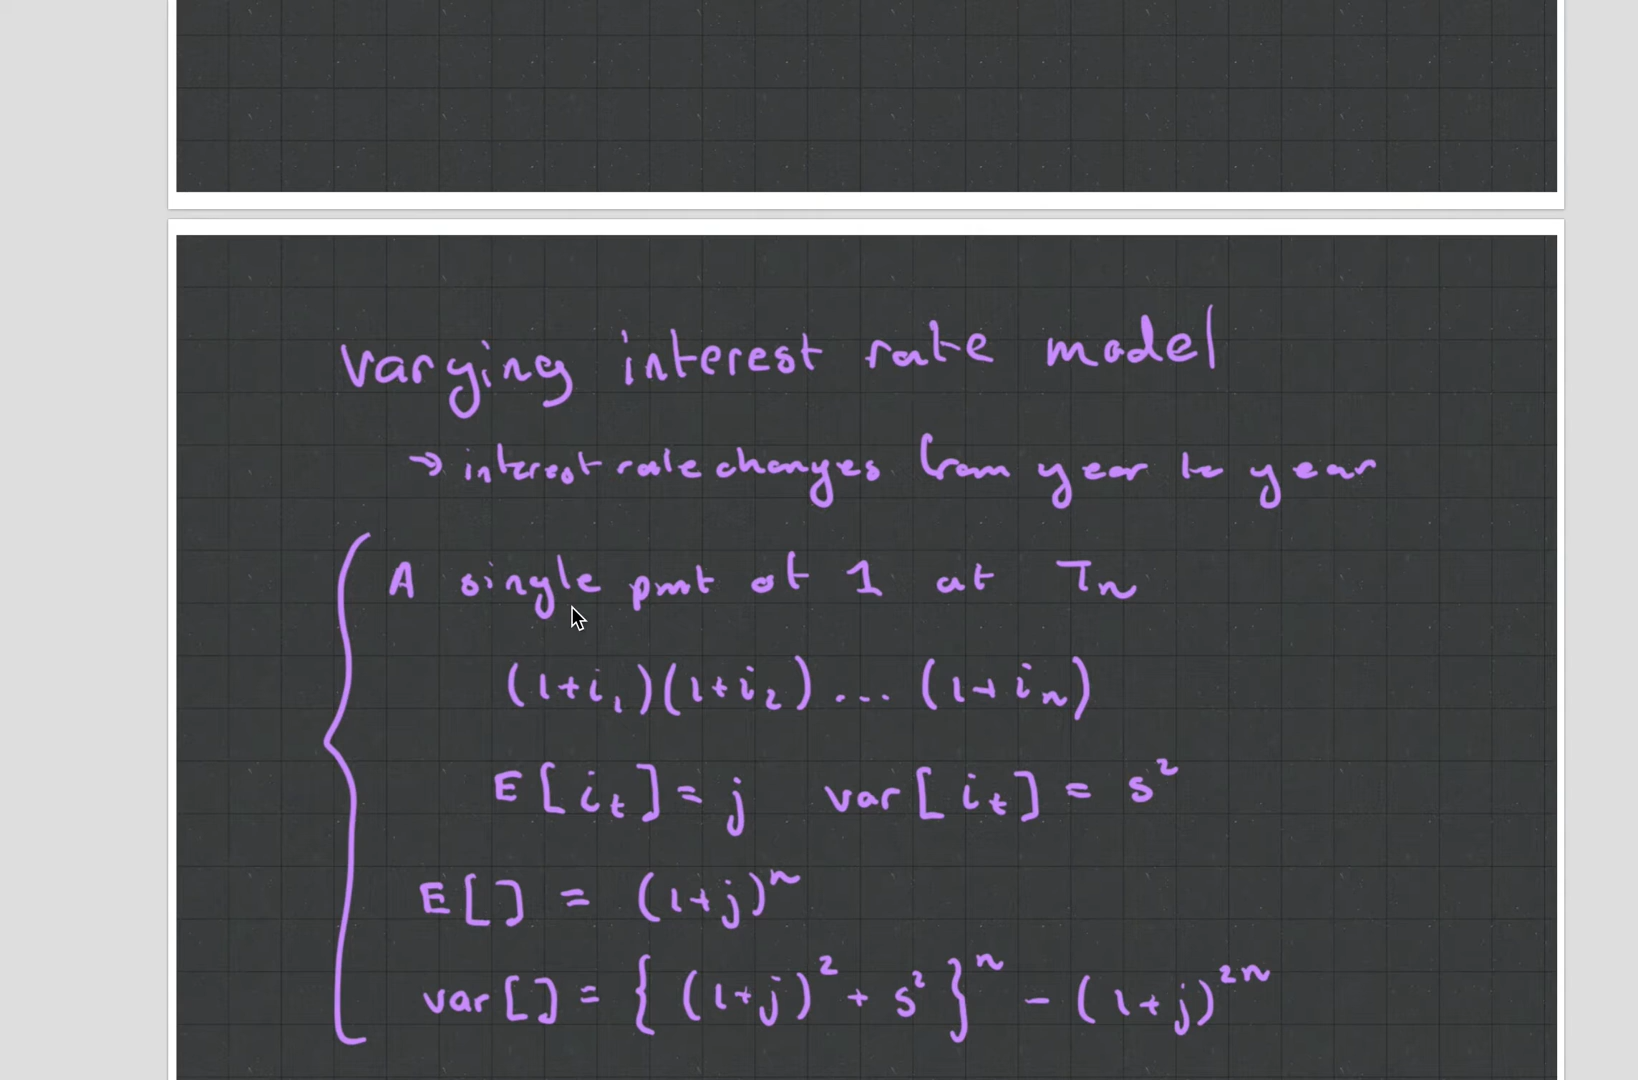 varying interest rate model
→ interest rate changes from year to year
A single pmt of 1 at Tn
(1+i₁)(1+i₂) ... (1+iₙ)
E[iₜ] = j var[iₜ] = s²
E[] = (1+j)ⁿ
var[] = { (1+j)² + s² }ⁿ - (1+j)²ⁿ